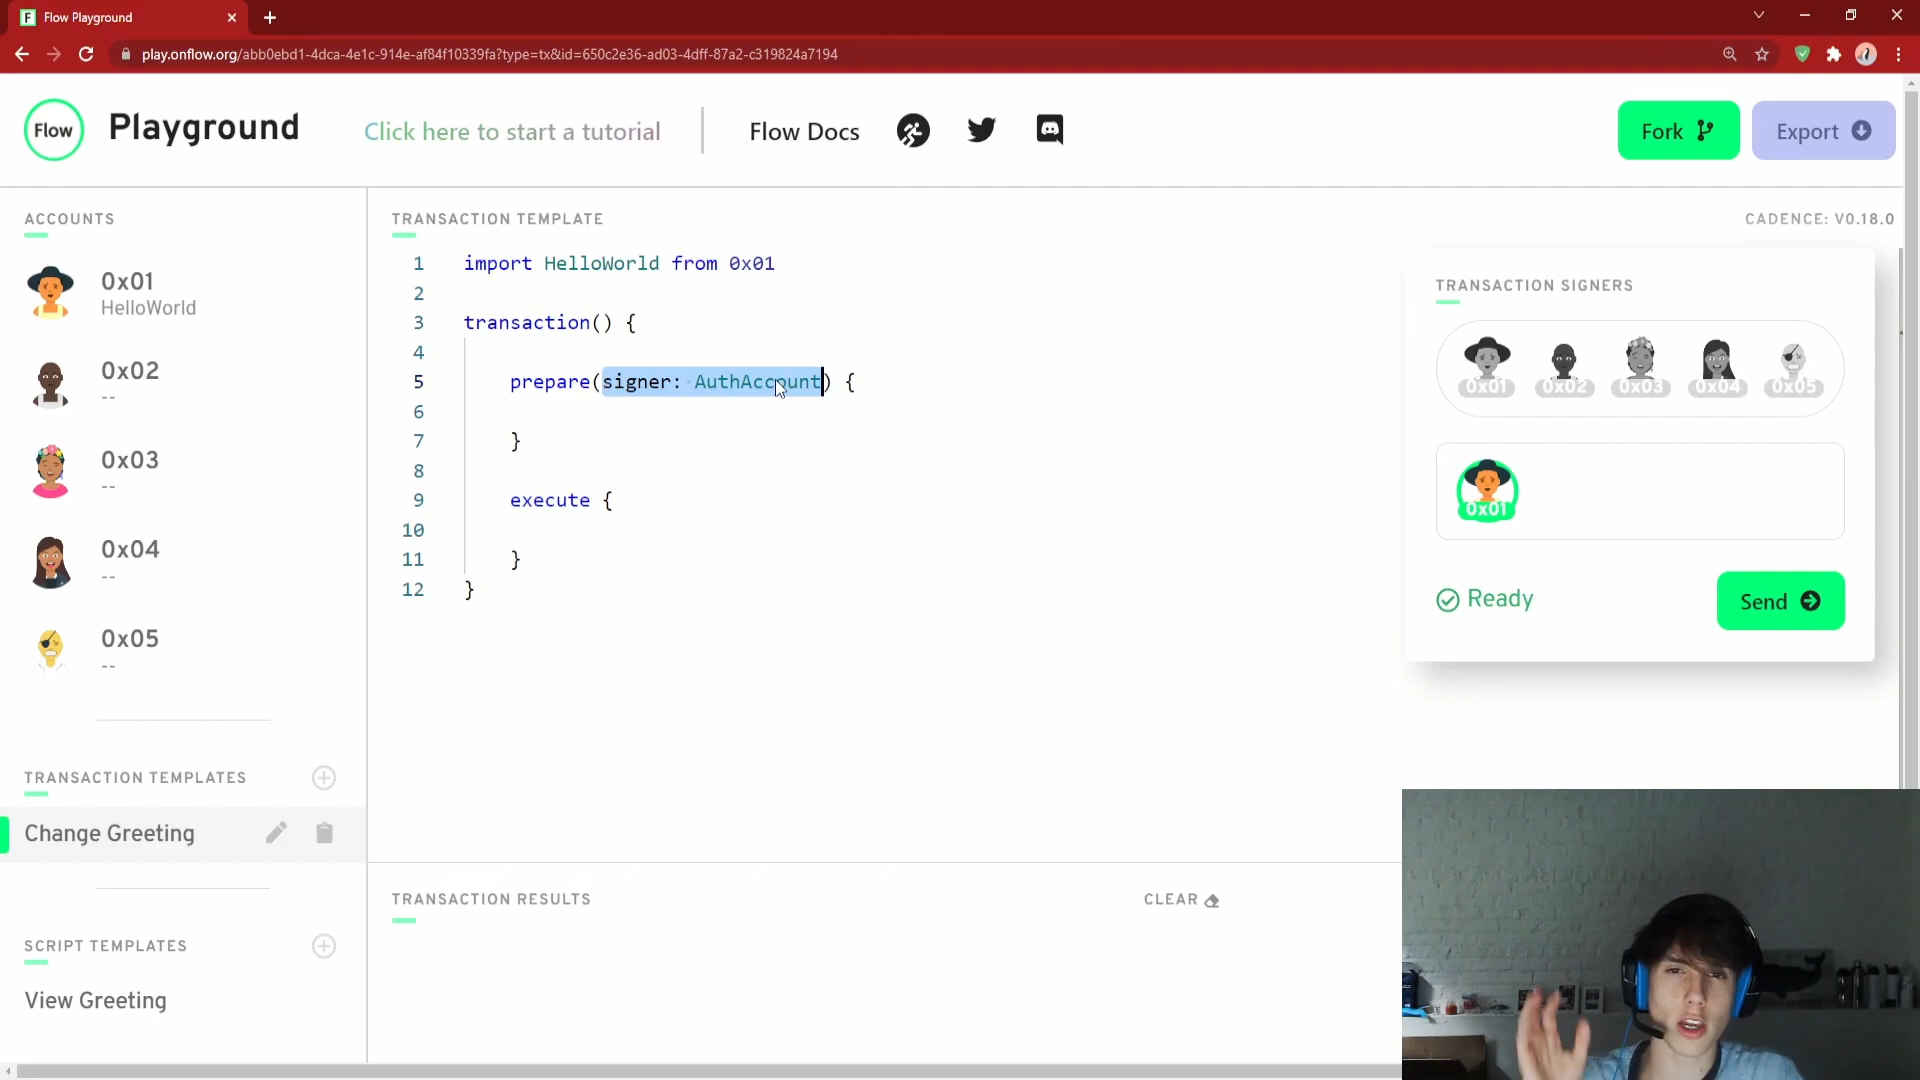 F Flow Playground
play.onflow.org/abb0ebd1-4dca-4e1c-914e-af84f10339fa?type=tx&id=650c2e36-ad03-4dff-87a2-c319824a7194
Flow Playground
Click here to start a tutorial
Flow Docs
Fork
Export
ACCOUNTS
0x01
HelloWorld
0x02
--
0x03
--
0x04
--
0x05
--
TRANSACTION TEMPLATES
Change Greeting
SCRIPT TEMPLATES
View Greeting
TRANSACTION TEMPLATE
CADENCE: V0.18.0
1 import HelloWorld from 0x01
2
3 transaction() {
4
5 prepare(signer: AuthAccount) {
6
7 }
8
9 execute {
10
11 }
12 }
TRANSACTION SIGNERS
0x01 0x02 0x03 0x04 0x05
0x01
Ready
Send
TRANSACTION RESULTS
CLEAR